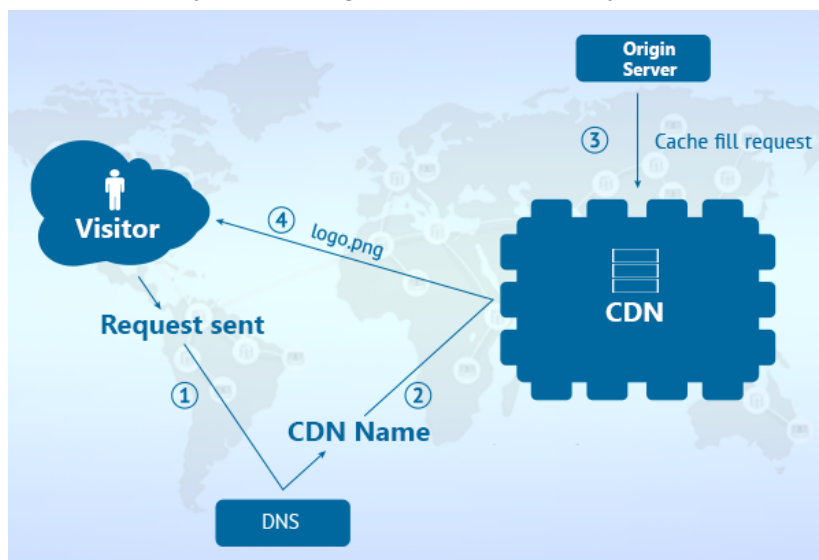 Origin
Server
③ Cache fill request
Visitor
④ logo.png
CDN
Request sent
①
②
CDN Name
DNS